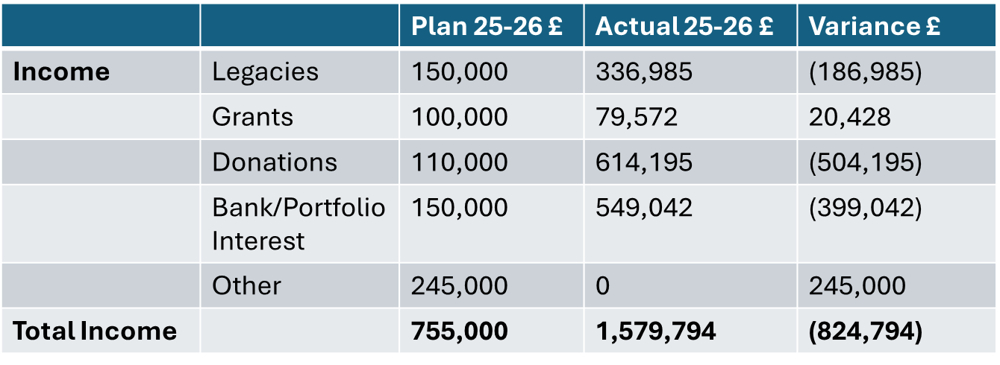 Plan 25-26 £ Actual 25-26 £ Variance £
Income Legacies 150,000 336,985 (186,985)
Grants 100,000 79,572 20,428
Donations 110,000 614,195 (504,195)
Bank/Portfolio 150,000 549,042 (399,042)
Interest
Other 245,000 0 245,000
Total Income 755,000 1,579,794 (824,794)